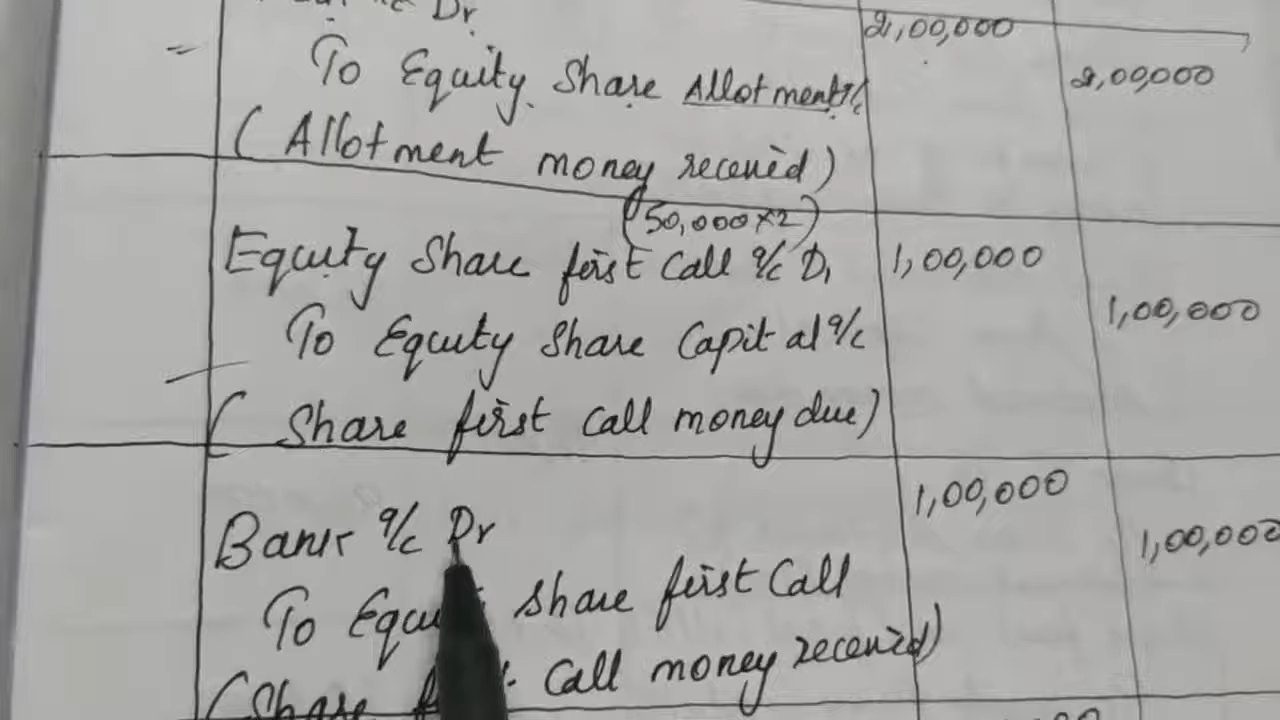 Dr 2,00,000
To Equity Share Allotment a/c 2,00,000
(Allotment money received)
(50,000×2)
Equity Share first Call a/c Dr 1,00,000
To Equity Share Capital a/c 1,00,000
(Share first Call money due)
Bank a/c Dr 1,00,000
To Share first Call 1,00,000
(Share Call money received)